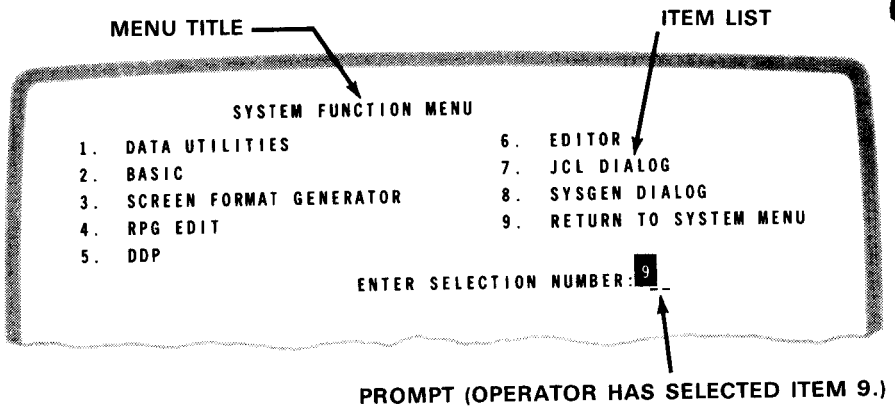 MENU TITLE
ITEM LIST
SYSTEM FUNCTION MENU
1. DATA UTILITIES
2. BASIC
3. SCREEN FORMAT GENERATOR
4. RPG EDIT
5. DDP
6. EDITOR
7. JCL DIALOG
8. SYSGEN DIALOG
9. RETURN TO SYSTEM MENU
ENTER SELECTION NUMBER: 9 _ _
PROMPT (OPERATOR HAS SELECTED ITEM 9.)